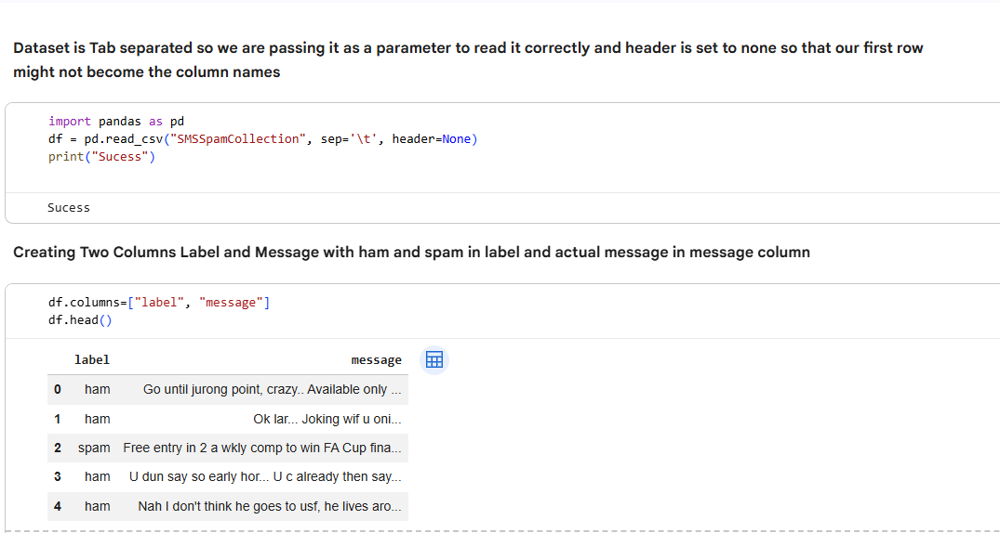 Dataset is Tab separated so we are passing it as a parameter to read it correctly and header is set to none so that our first row
might not become the column names
import pandas as pd
df = pd.read_csv("SMSSpamCollection", sep='\t', header=None)
print("Sucess")
Sucess
Creating Two Columns Label and Message with ham and spam in label and actual message in message column
df.columns=["label", "message"]
df.head()
label message
0 ham Go until jurong point, crazy.. Available only ...
1 ham Ok lar... Joking wif u oni...
2 spam Free entry in 2 a wkly comp to win FA Cup fina...
3 ham U dun say so early hor... U c already then say...
4 ham Nah I don't think he goes to usf, he lives aro...